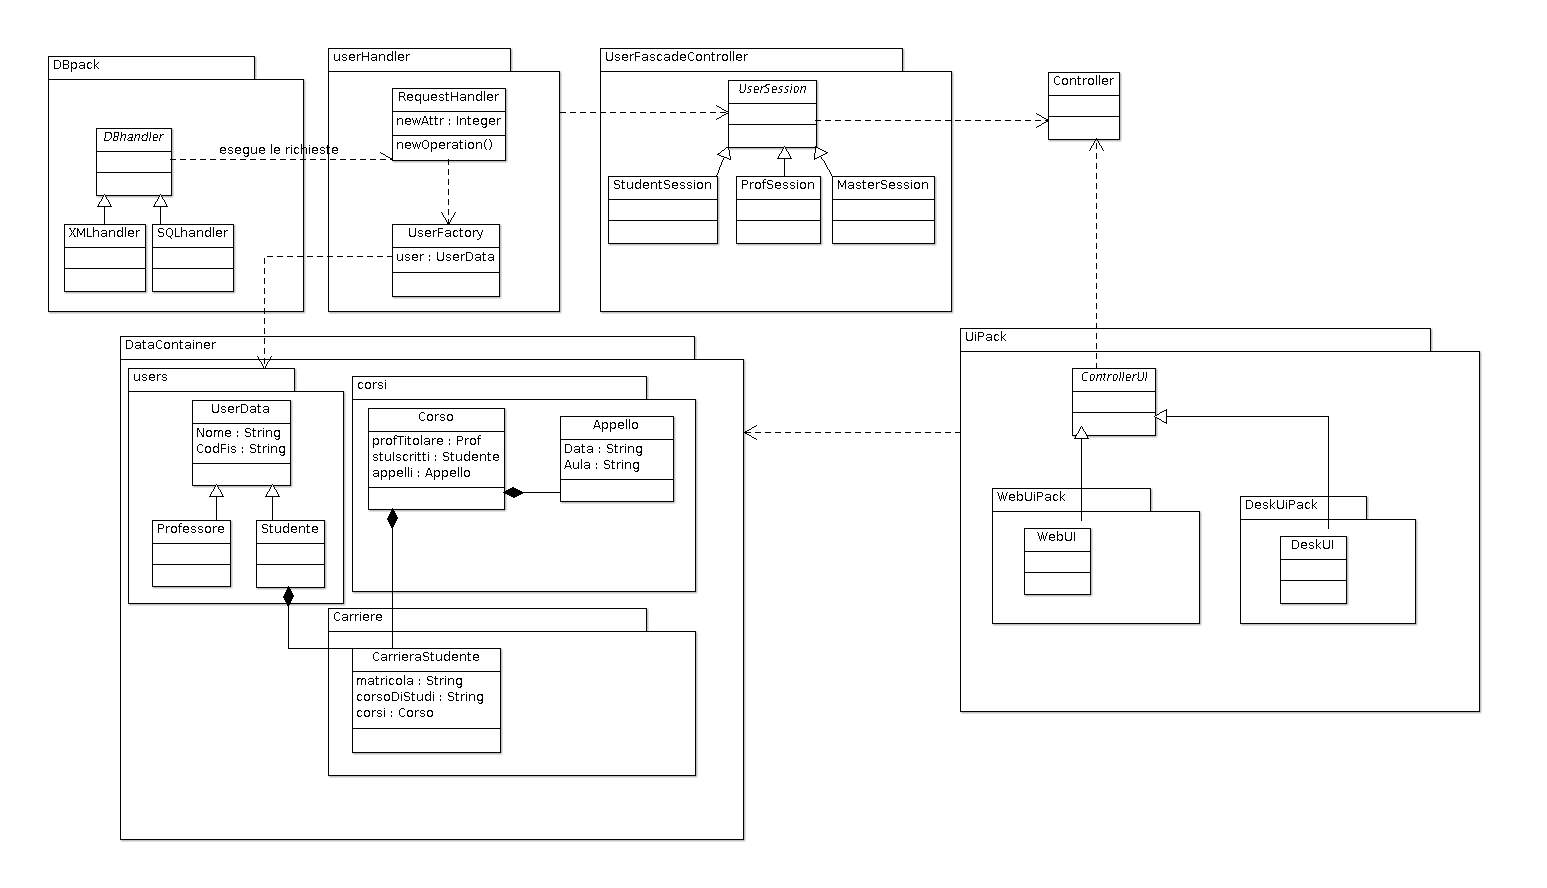 DBpack
DBhandler
XMLhandler
SQLhandler
esegue le richieste
userHandler
RequestHandler
newAttr : Integer
newOperation()
UserFactory
user : UserData
UserFascadeController
UserSession
StudentSession
ProfSession
MasterSession
Controller
DataContainer
users
UserData
Nome : String
CodFis : String
Professore
Studente
corsi
Corso
profTitolare : Prof
stuIscritti : Studente
appelli : Appello
Appello
Data : String
Aula : String
Carriere
CarrieraStudente
matricola : String
corsoDiStudi : String
corsi : Corso
UiPack
ControllerUI
WebUiPack
WebUI
DeskUiPack
DeskUI